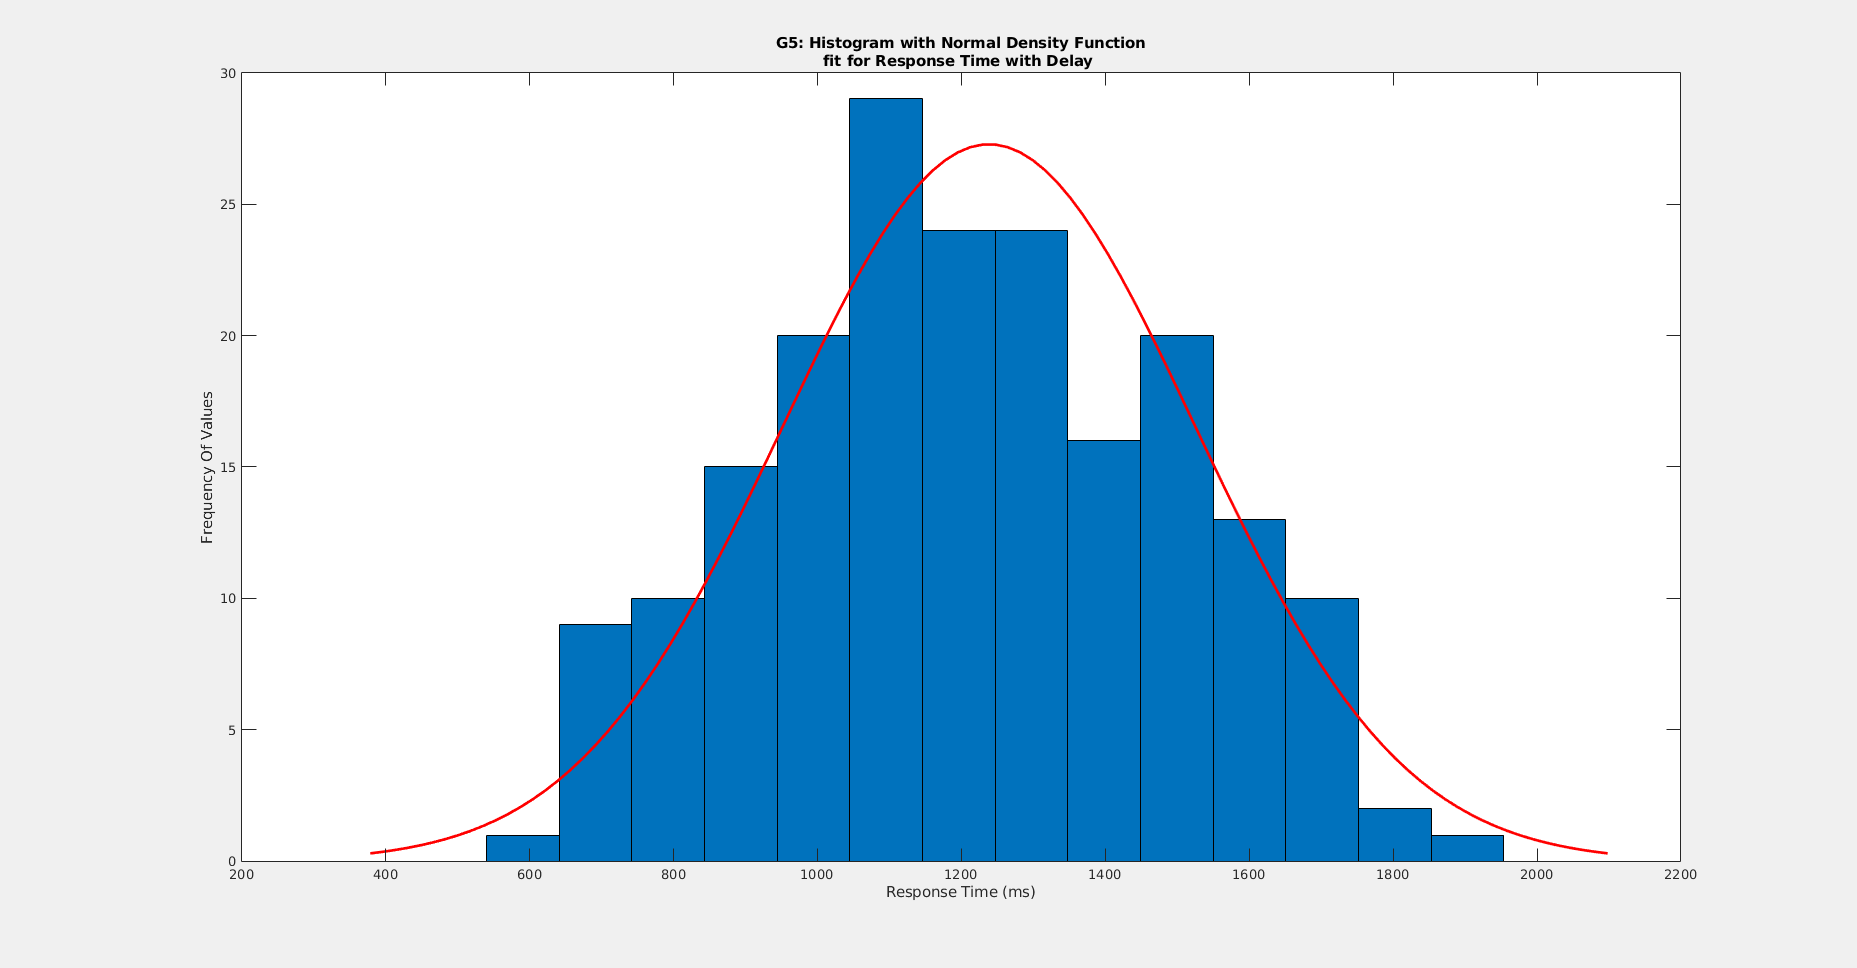 G5: Histogram with Normal Density Function
fit for Response Time with Delay
30
25
20
15
10
5
0
Frequency Of Values
200 400 600 800 1000 1200 1400 1600 1800 2000 2200
Response Time (ms)